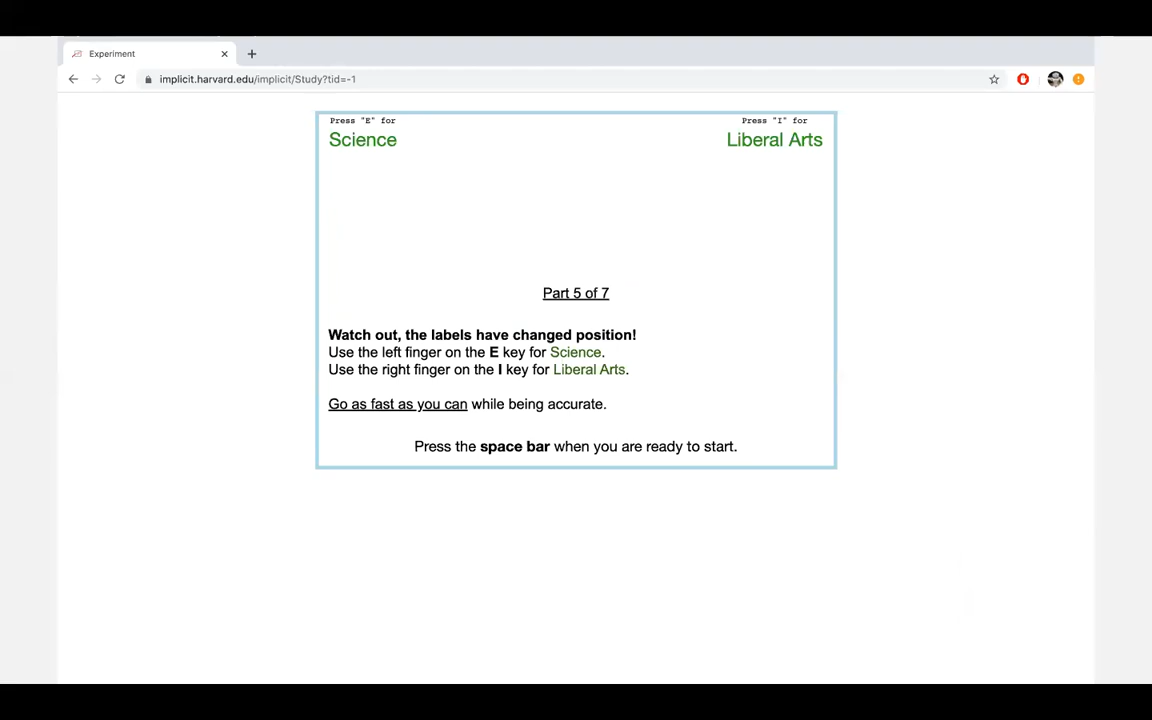 Experiment
implicit.harvard.edu/implicit/Study?tid=-1
Press "E" for
Press "I" for
Science
Liberal Arts
Part 5 of 7
Watch out, the labels have changed position!
Use the left finger on the E key for Science.
Use the right finger on the I key for Liberal Arts.
Go as fast as you can while being accurate.
Press the space bar when you are ready to start.